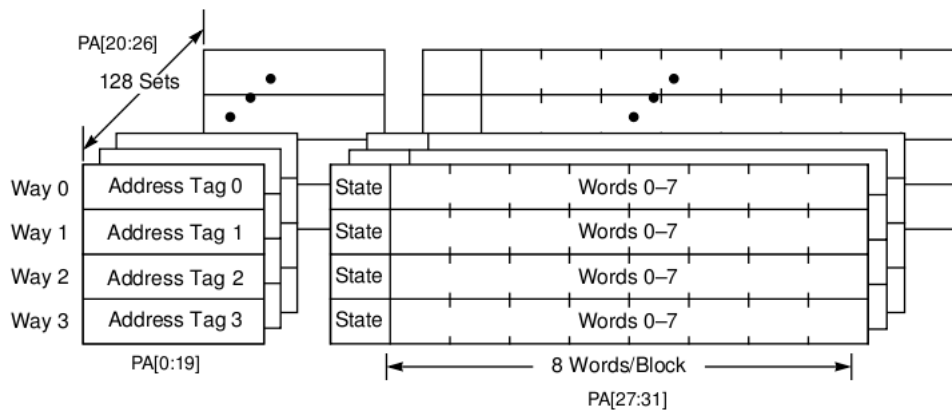 PA[20:26]
128 Sets
Way 0 Address Tag 0 State Words 0–7
Way 1 Address Tag 1 State Words 0–7
Way 2 Address Tag 2 State Words 0–7
Way 3 Address Tag 3 State Words 0–7
PA[0:19]
8 Words/Block
PA[27:31]